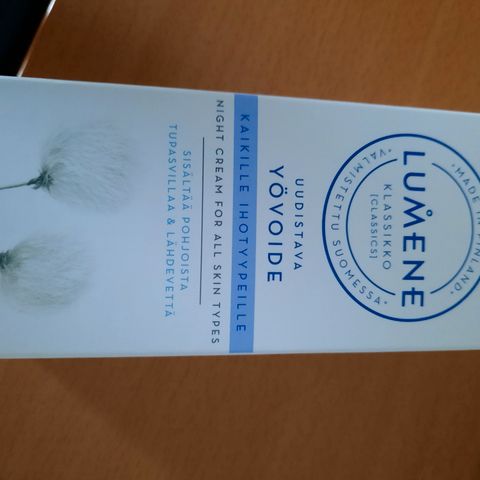 • MADE IN FINLAND •
LUMENE
KLASSIKKO
[CLASSICS]
• VALMISTETTU SUOMESSA •
UUDISTAVA
YÖVOIDE
KAIKILLE IHOTYYPEILLE
NIGHT CREAM FOR ALL SKIN TYPES
SISÄLTÄÄ POHJOISTA
TUPASVILLAA & LÄHDEVETTÄ